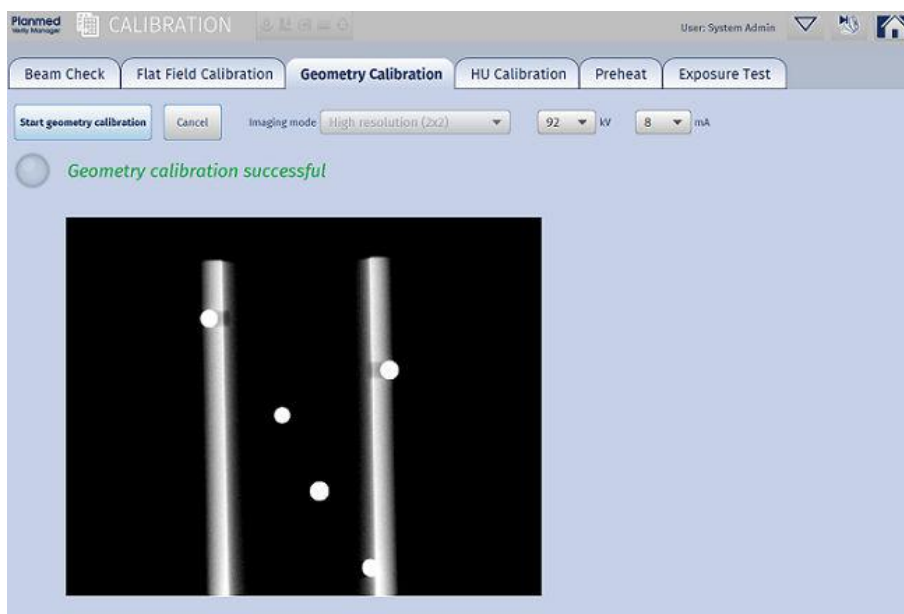 Planmed
Verity Manager
CALIBRATION
User: System Admin
Beam Check
Flat Field Calibration
Geometry Calibration
HU Calibration
Preheat
Exposure Test
Start geometry calibration
Cancel
Imaging mode
High resolution (2x2)
92
kV
8
mA
Geometry calibration successful